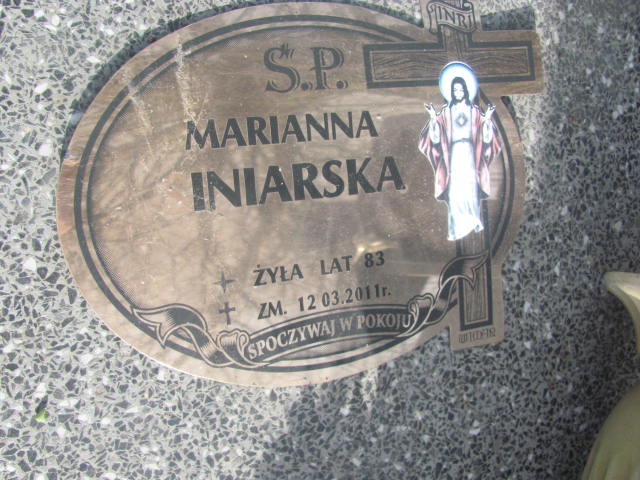 INRI
Ś.P.
MARIANNA
INIARSKA
ŻYŁA LAT 83
ZM. 12 03.2011r.
SPOCZYWAJ W POKOJU